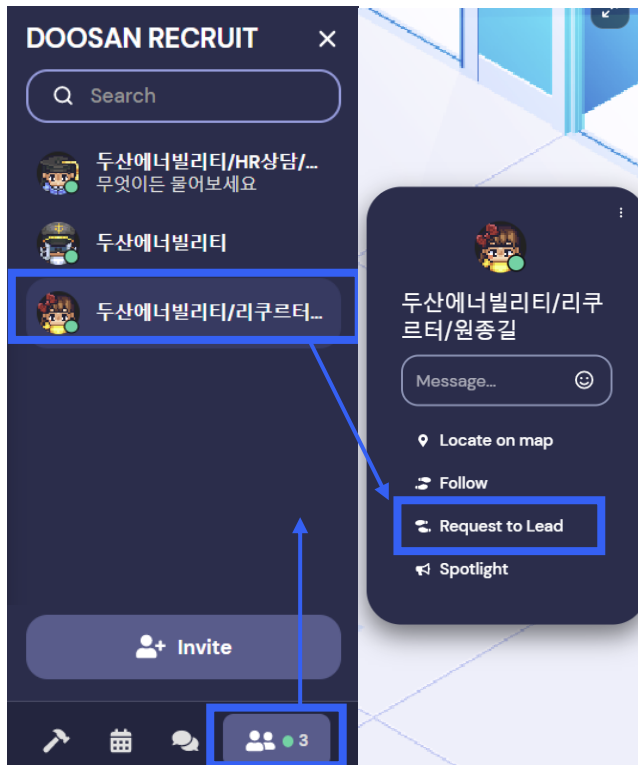 DOOSAN RECRUIT
Search
두산에너빌리티/HR상담/...
무엇이든 물어보세요
두산에너빌리티
두산에너빌리티/리쿠르터...
Invite
3
두산에너빌리티/리쿠
르터/원종길
Message...
Locate on map
Follow
Request to Lead
Spotlight